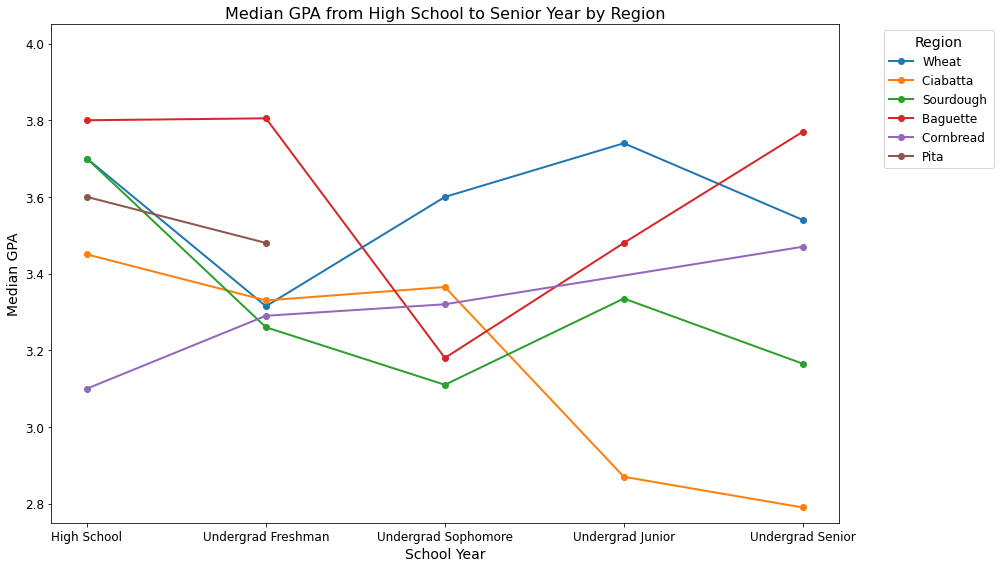 Median GPA from High School to Senior Year by Region
Region
Wheat
Ciabatta
Sourdough
Baguette
Cornbread
Pita
Median GPA
4.0
3.8
3.6
3.4
3.2
3.0
2.8
High School
Undergrad Freshman
Undergrad Sophomore
Undergrad Junior
Undergrad Senior
School Year